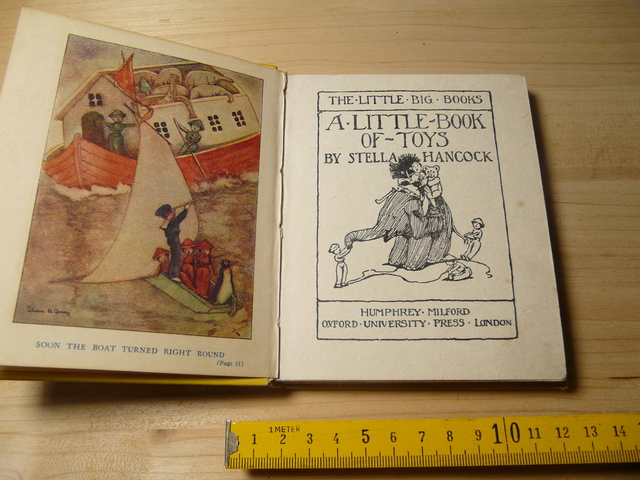 SOON THE BOAT TURNED RIGHT ROUND
(Page 51)
THE·LITTLE·BIG·BOOKS
A·LITTLE·BOOK
OF~TOYS
BY STELLA HANCOCK
HUMPHREY·MILFORD
OXFORD·UNIVERSITY·PRESS·LONDON
1 METER
1 2 3 4 5 6 7 8 9 10 11 12 13 14